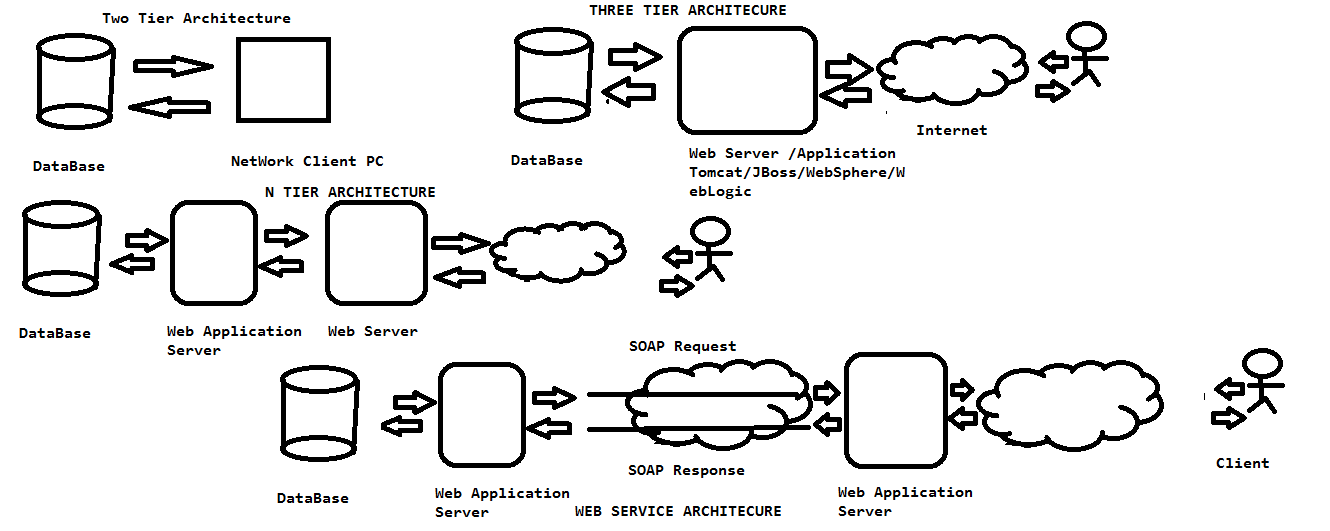 Two Tier Architecture
THREE TIER ARCHITECURE
DataBase
NetWork Client PC
DataBase
Internet
Web Server /Application
Tomcat/JBoss/WebSphere/W
ebLogic
N TIER ARCHITECTURE
DataBase
Web Application
Server
Web Server
SOAP Request
SOAP Response
DataBase
Web Application
Server
Web Application
Server
Client
WEB SERVICE ARCHITECURE